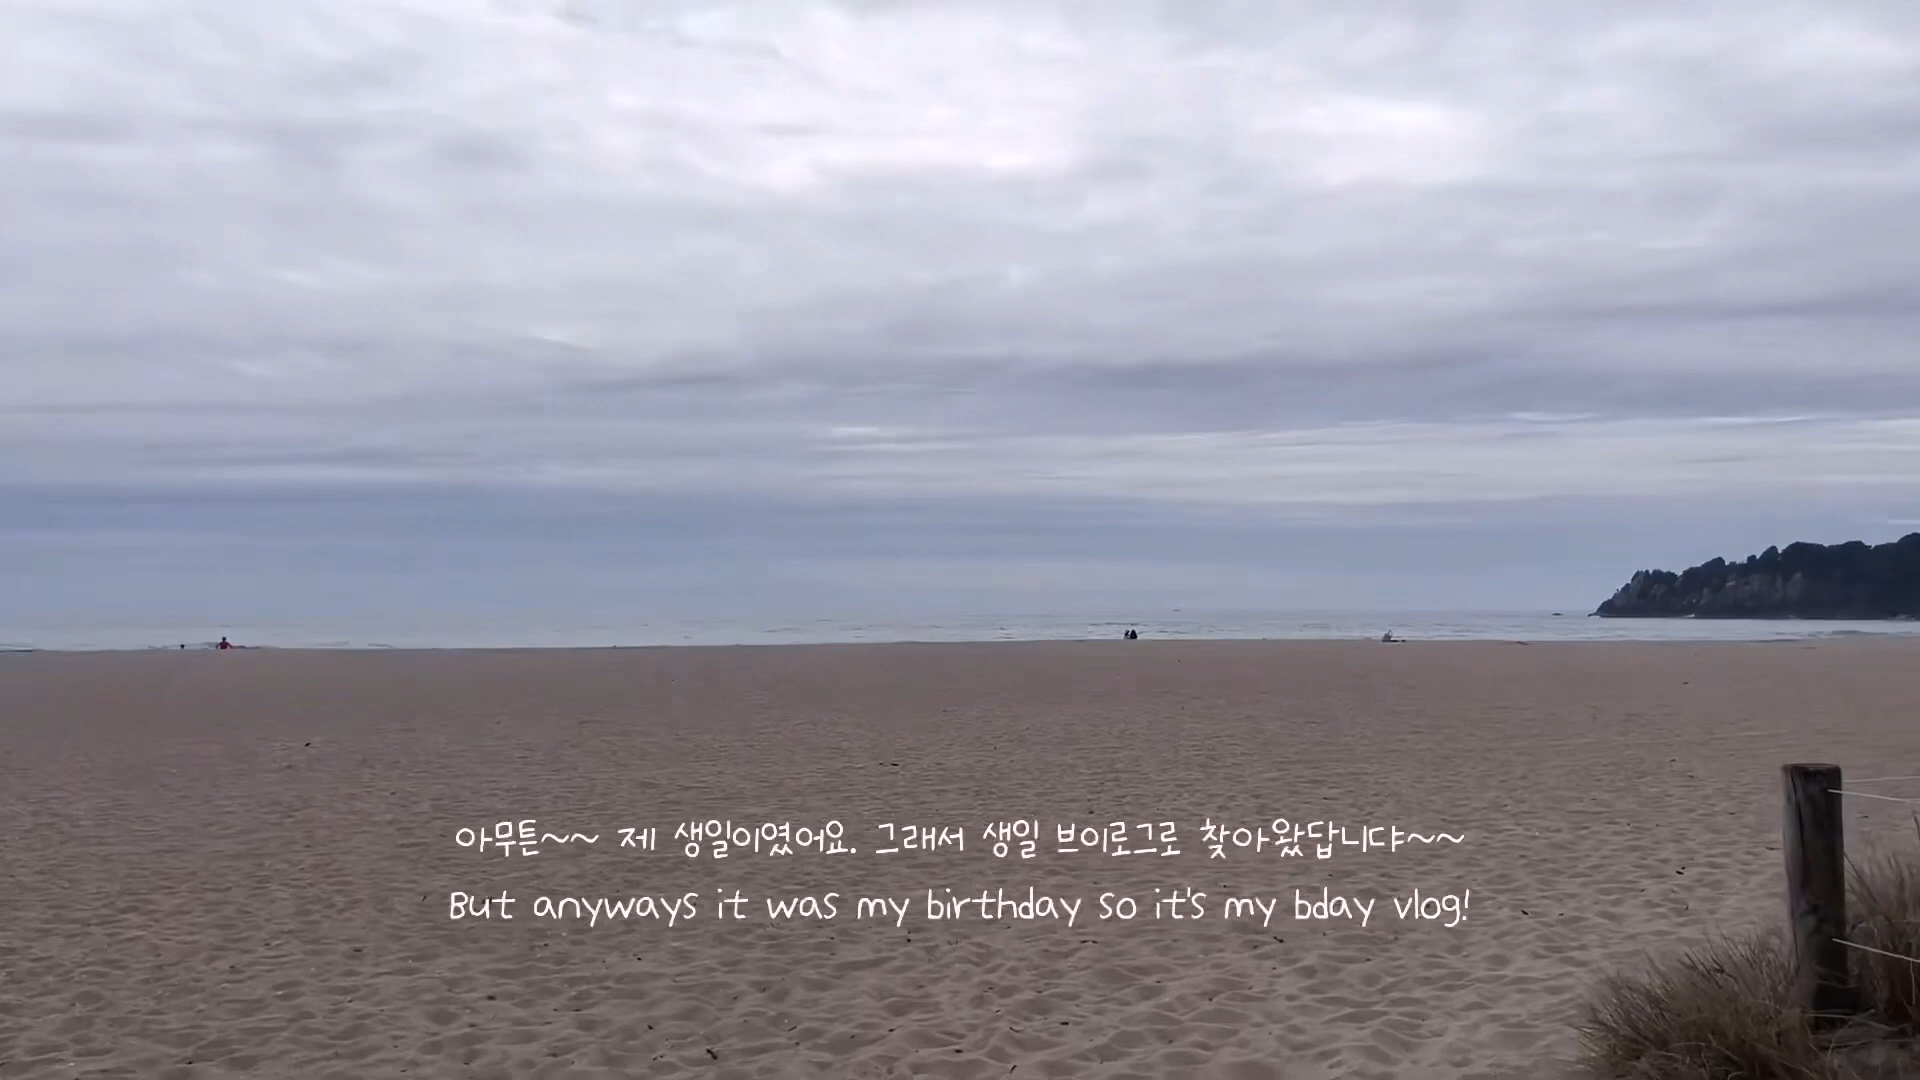 아무튼~~ 제 생일이였어요. 그래서 생일 브이로그로 찾아왔답니댜~~
But anyways it was my birthday so it's my bday vlog!